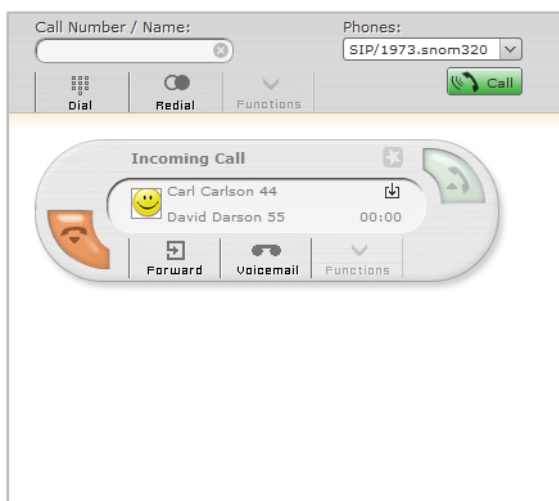 Call Number / Name:
Phones:
SIP/1973.snom320
Call
Dial
Redial
Functions
Incoming Call
Carl Carlson 44
David Darson 55
00:00
Forward
Voicemail
Functions